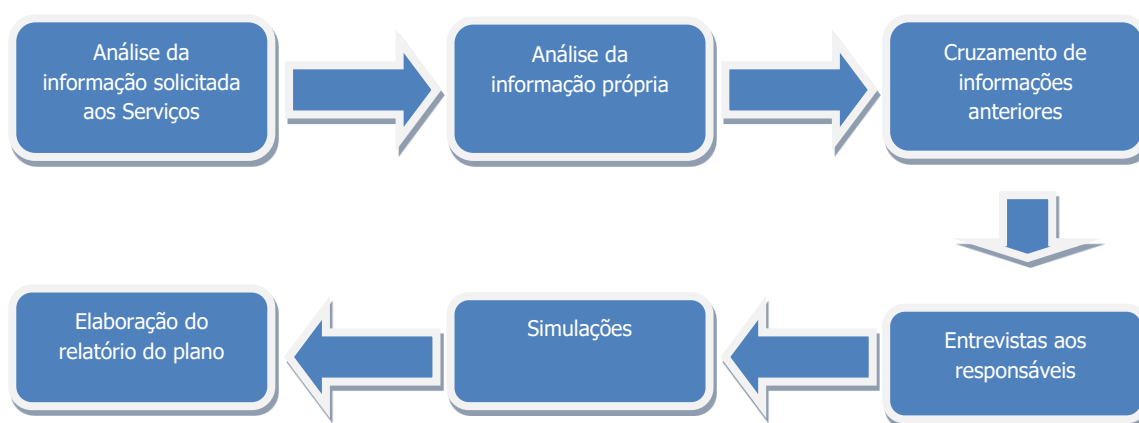 Análise da
informação solicitada
aos Serviços
Análise da
informação própria
Cruzamento de
informações
anteriores
Entrevistas aos
responsáveis
Simulações
Elaboração do
relatório do plano